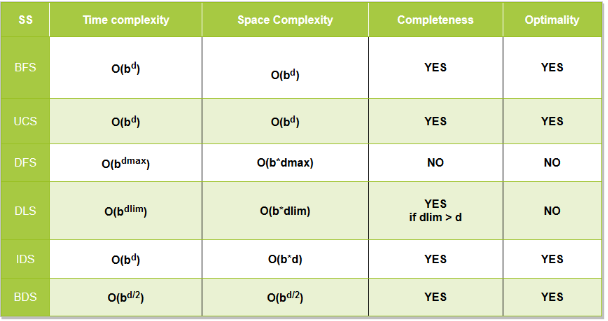 SS Time complexity Space Complexity Completeness Optimality
BFS O(b^d) O(b^d) YES YES
UCS O(b^d) O(b^d) YES YES
DFS O(b^dmax) O(b*dmax) NO NO
DLS O(b^dlim) O(b*dlim) YES
if dlim > d NO
IDS O(b^d) O(b*d) YES YES
BDS O(b^d/2) O(b^d/2) YES YES